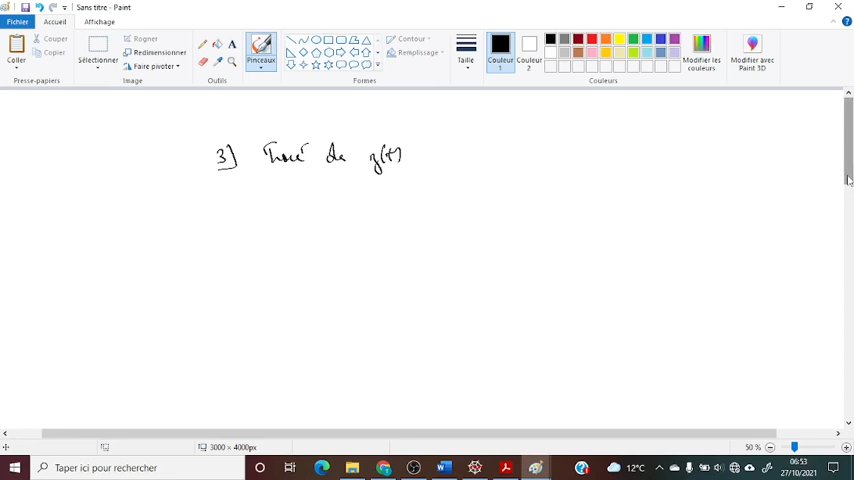 Sans titre - Paint
Fichier Accueil Affichage
Coller
Couper
Copier
Presse-papiers
Sélectionner
Rogner
Redimensionner
Faire pivoter
Image
A
Outils
Pinceaux
Contour
Remplissage
Formes
Taille
Couleur 1
Couleur 2
Couleurs
Modifier les couleurs
Modifier avec Paint 3D
3) Tracé de y(t)
3000 × 4000px
50 %
Taper ici pour rechercher
12°C
06:53
27/10/2021